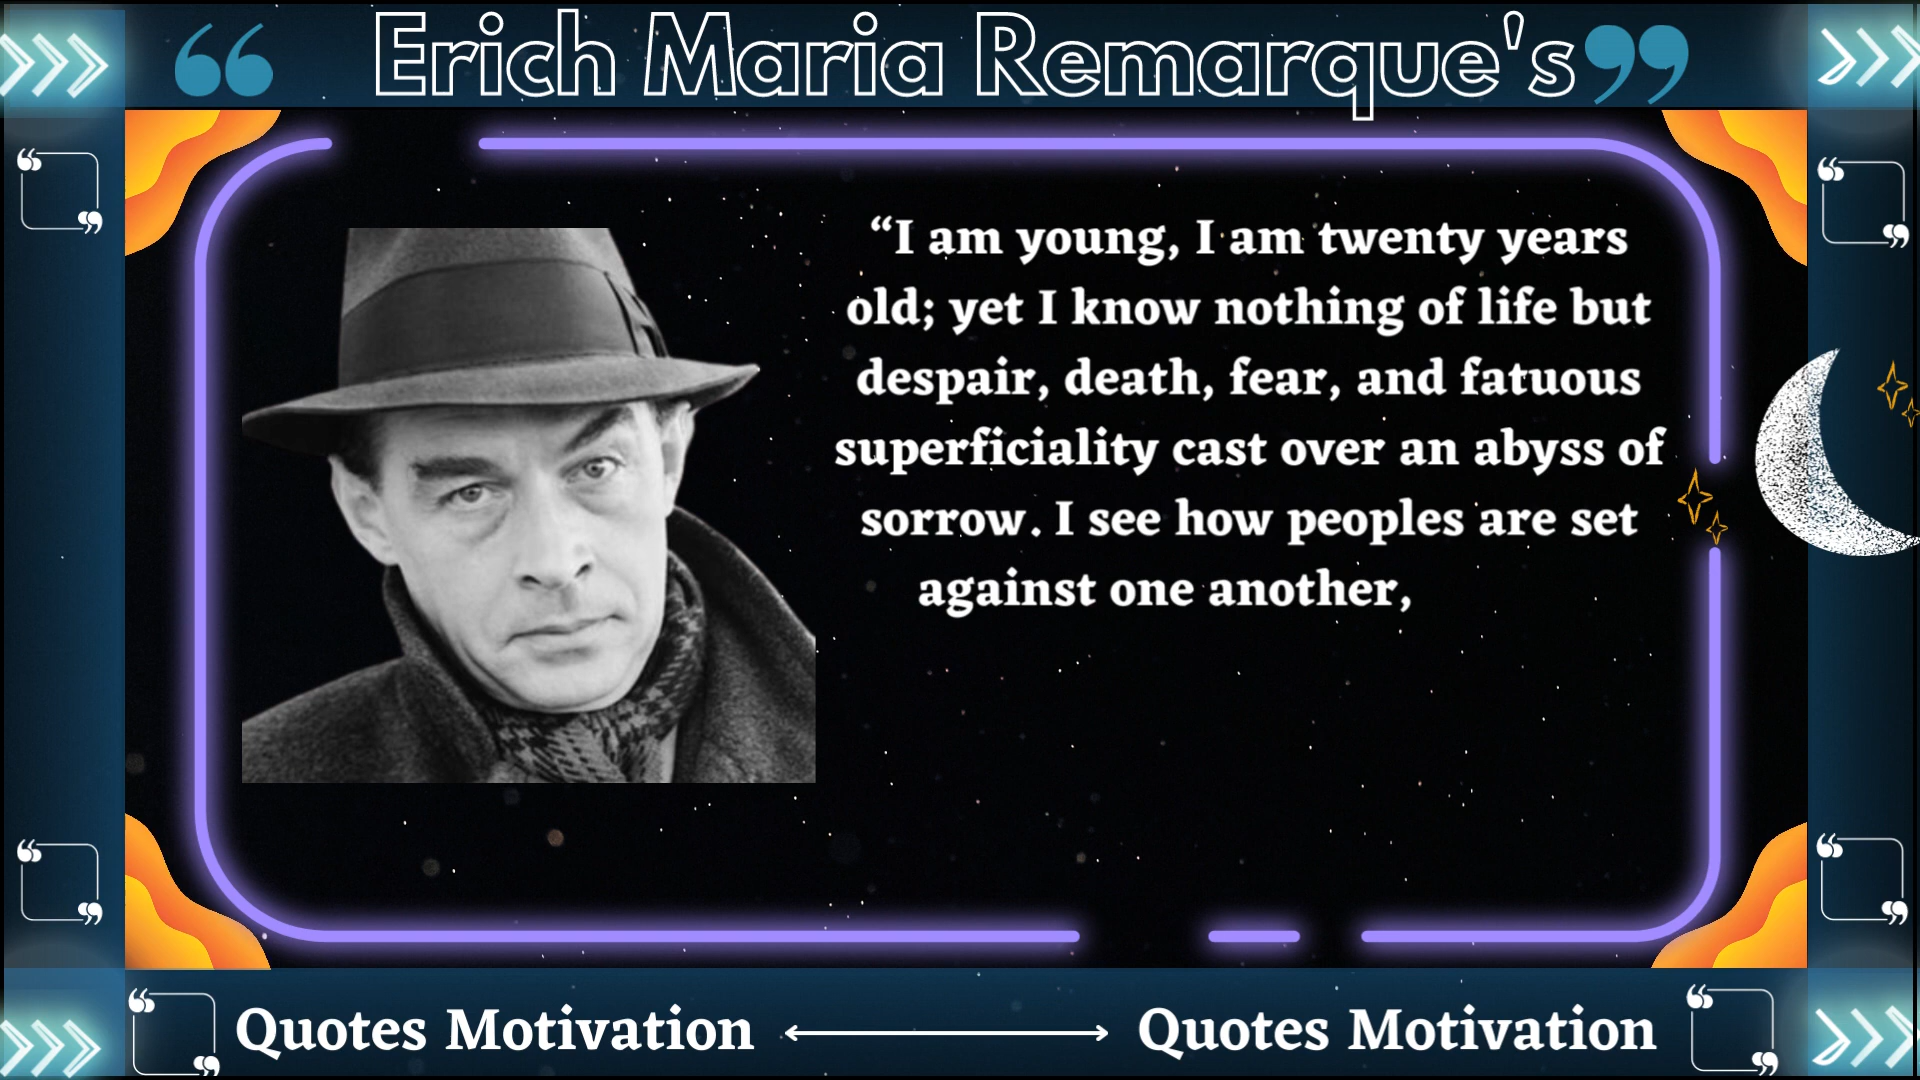 Erich Maria Remarque's
“I am young, I am twenty years
old; yet I know nothing of life but
despair, death, fear, and fatuous
superficiality cast over an abyss of
sorrow. I see how peoples are set
against one another,
Quotes Motivation
Quotes Motivation